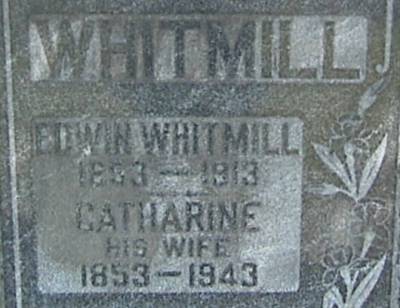 WHITMILL
EDWIN WHITMILL
1853—1913
CATHARINE
HIS WIFE
1853—1943